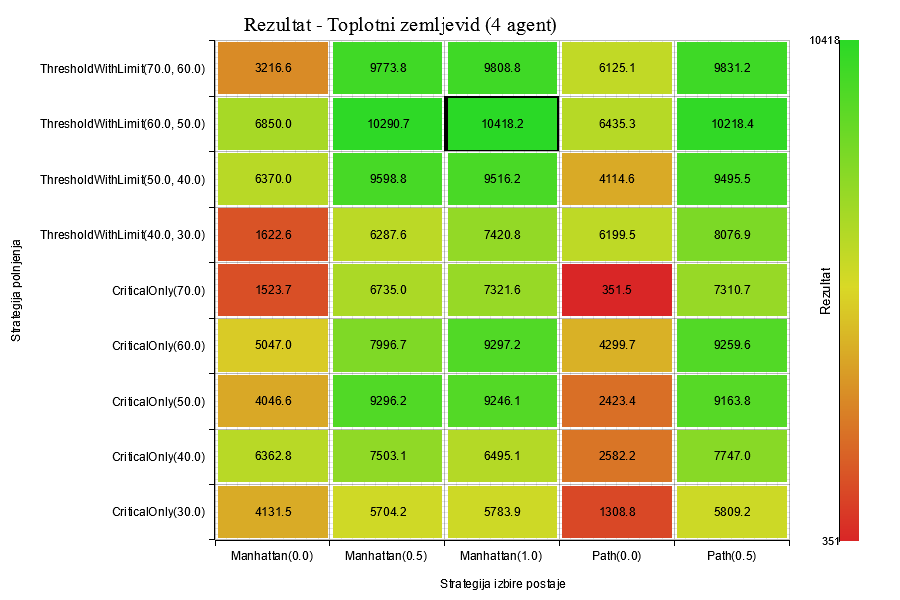 Rezultat - Toplotni zemljevid (4 agent)
10418
ThresholdWithLimit(70.0, 60.0) 3216.6 9773.8 9808.8 6125.1 9831.2
ThresholdWithLimit(60.0, 50.0) 6850.0 10290.7 10418.2 6435.3 10218.4
ThresholdWithLimit(50.0, 40.0) 6370.0 9598.8 9516.2 4114.6 9495.5
ThresholdWithLimit(40.0, 30.0) 1622.6 6287.6 7420.8 6199.5 8076.9
CriticalOnly(70.0) 1523.7 6735.0 7321.6 351.5 7310.7
CriticalOnly(60.0) 5047.0 7996.7 9297.2 4299.7 9259.6
CriticalOnly(50.0) 4046.6 9296.2 9246.1 2423.4 9163.8
CriticalOnly(40.0) 6362.8 7503.1 6495.1 2582.2 7747.0
CriticalOnly(30.0) 4131.5 5704.2 5783.9 1308.8 5809.2
Strategija polnjenja
Rezultat
351
Manhattan(0.0) Manhattan(0.5) Manhattan(1.0) Path(0.0) Path(0.5)
Strategija izbire postaje